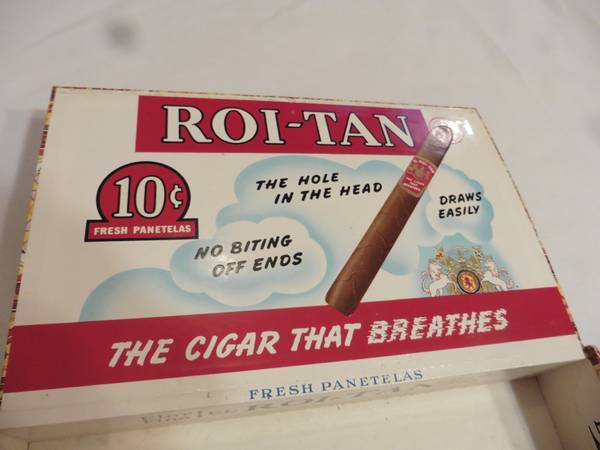 ROI-TAN
10¢
FRESH PANETELAS
THE HOLE
IN THE HEAD
DRAWS
EASILY
NO BITING
OFF ENDS
THE CIGAR THAT BREATHES
FRESH PANETELAS